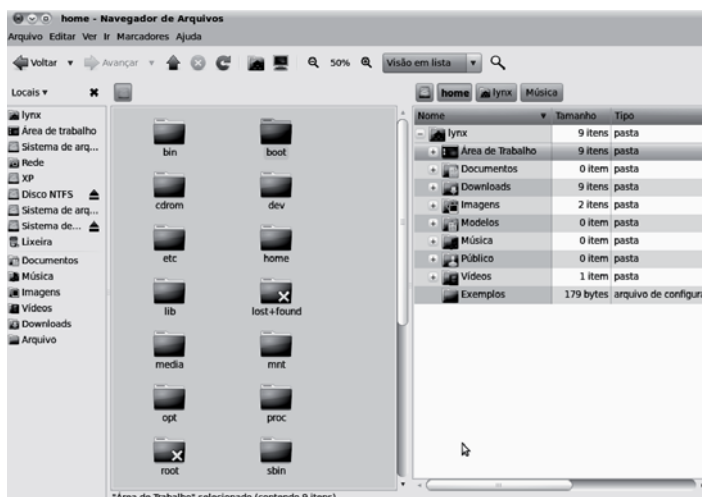 home - Navegador de Arquivos
Arquivo Editar Ver Ir Marcadores Ajuda
Voltar Avançar 50% Visão em lista
Locais
home lynx Música
lynx
Área de trabalho
Sistema de arq...
Rede
XP
Disco NTFS
Sistema de arq...
Sistema de...
Lixeira
Documentos
Música
Imagens
Vídeos
Downloads
Arquivo
bin boot
cdrom dev
etc home
lib lost+found
media mnt
opt proc
root sbin
Nome Tamanho Tipo
lynx 9 itens pasta
Área de Trabalho 9 itens pasta
Documentos 0 item pasta
Downloads 9 itens pasta
Imagens 2 itens pasta
Modelos 0 item pasta
Música 0 item pasta
Público 0 item pasta
Vídeos 1 item pasta
Exemplos 179 bytes arquivo de configura
"Área de Trabalho" selecionado (contendo 9 itens)